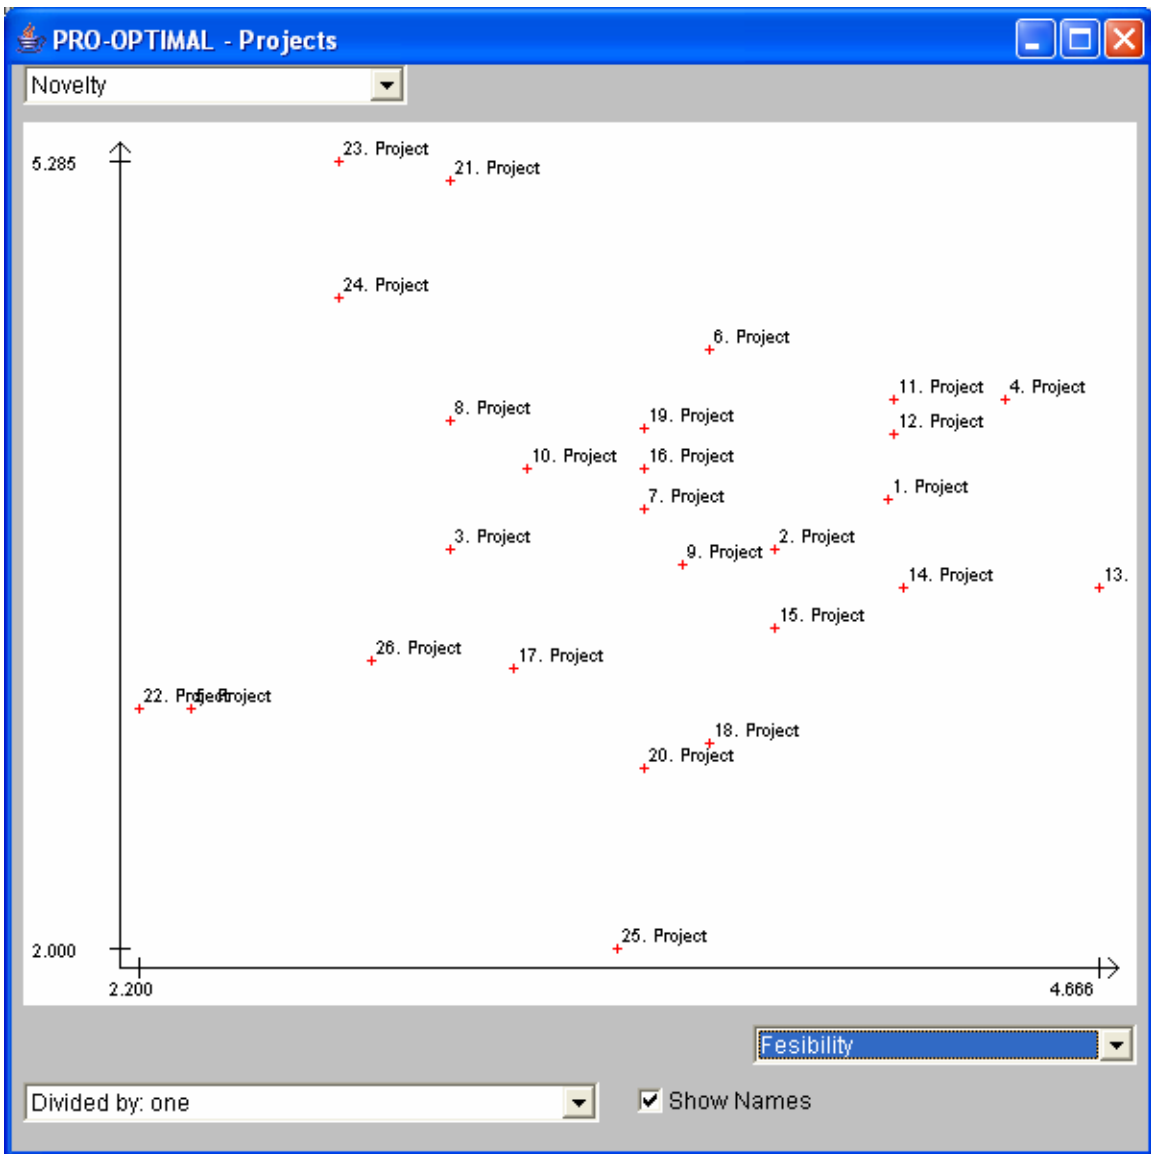 PRO-OPTIMAL - Projects
Novelty
5.285
23. Project
21. Project
24. Project
6. Project
11. Project
4. Project
8. Project
19. Project
12. Project
10. Project
16. Project
1. Project
7. Project
3. Project
2. Project
9. Project
14. Project
13.
15. Project
26. Project
17. Project
22. Project
5. Project
18. Project
20. Project
25. Project
2.000
2.200
4.666
Fesibility
Divided by: one
Show Names